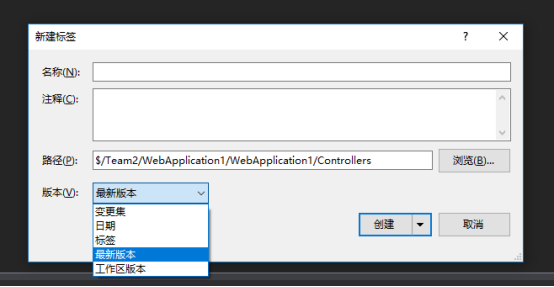 新建标签
名称(N):
注释(C):
路径(P): $/Team2/WebApplication1/WebApplication1/Controllers 浏览(B)...
版本(V): 最新版本
变更集
日期
标签
最新版本
工作区版本
创建 取消